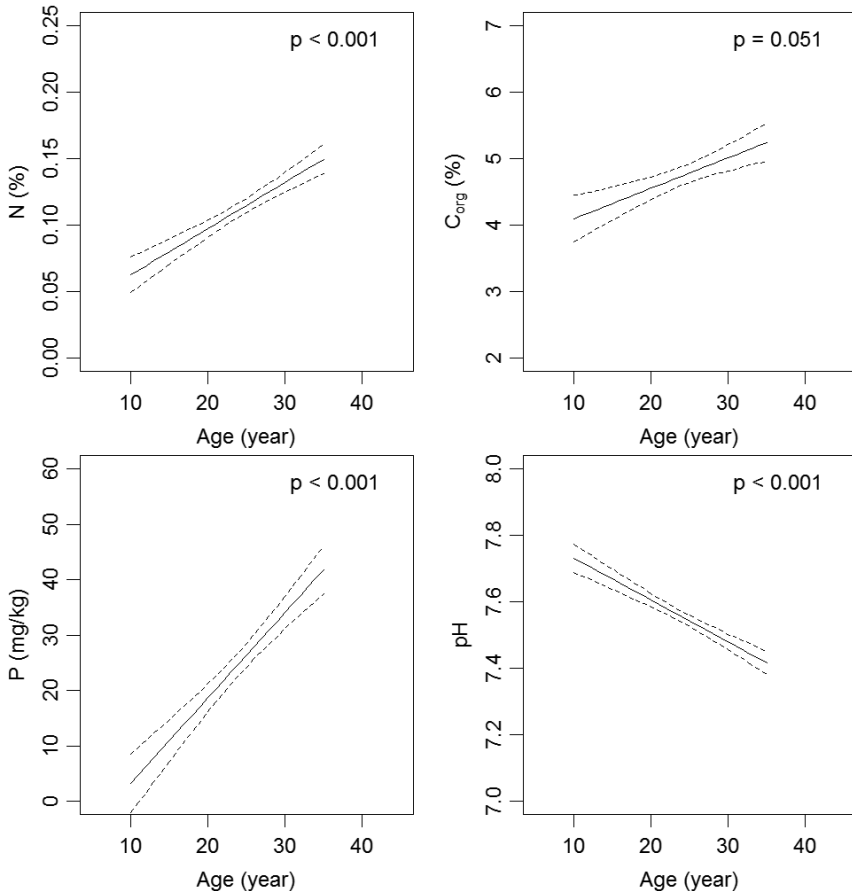 p < 0.001
N (%)
0.25
0.20
0.15
0.10
0.05
0.00
10 20 30 40
Age (year)
p = 0.051
C_org (%)
7
6
5
4
3
2
10 20 30 40
Age (year)
p < 0.001
P (mg/kg)
60
50
40
30
20
10
0
10 20 30 40
Age (year)
p < 0.001
pH
8.0
7.8
7.6
7.4
7.2
7.0
10 20 30 40
Age (year)